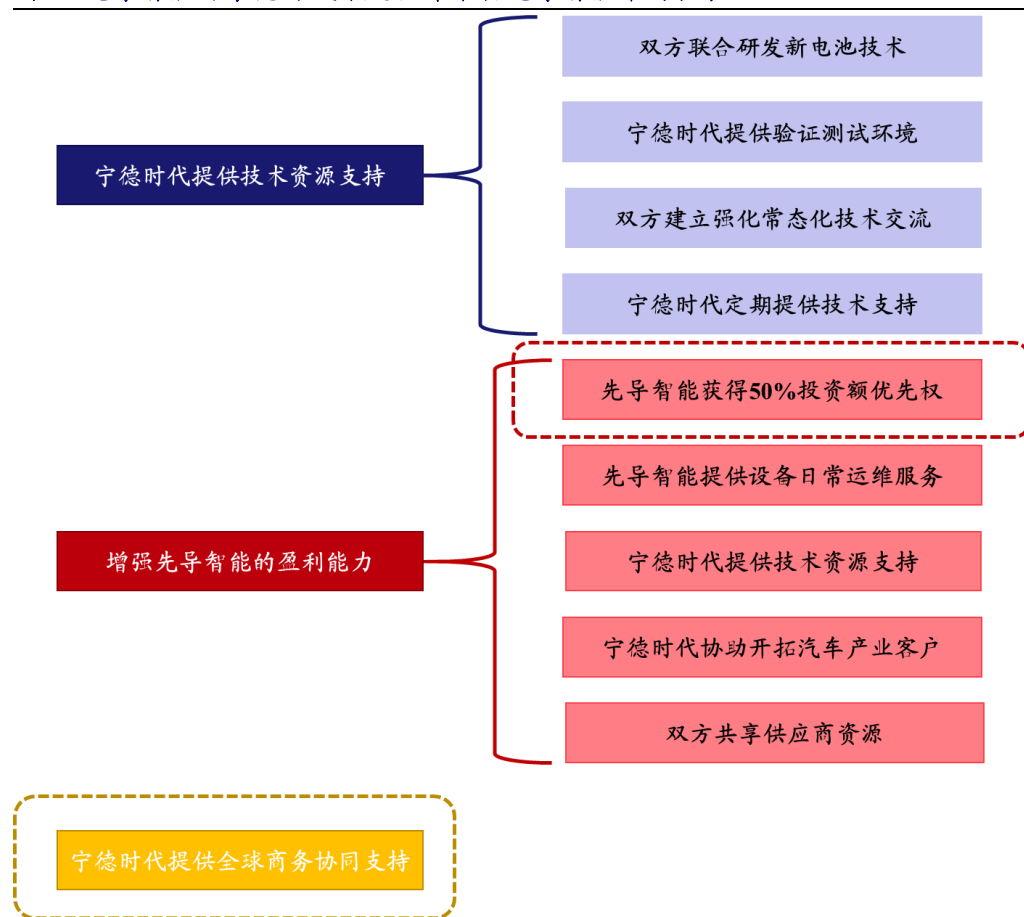 宁德时代提供技术资源支持
双方联合研发新电池技术
宁德时代提供验证测试环境
双方建立强化常态化技术交流
宁德时代定期提供技术支持
增强先导智能的盈利能力
先导智能获得50%投资额优先权
先导智能提供设备日常运维服务
宁德时代提供技术资源支持
宁德时代协助开拓汽车产业客户
双方共享供应商资源
宁德时代提供全球商务协同支持